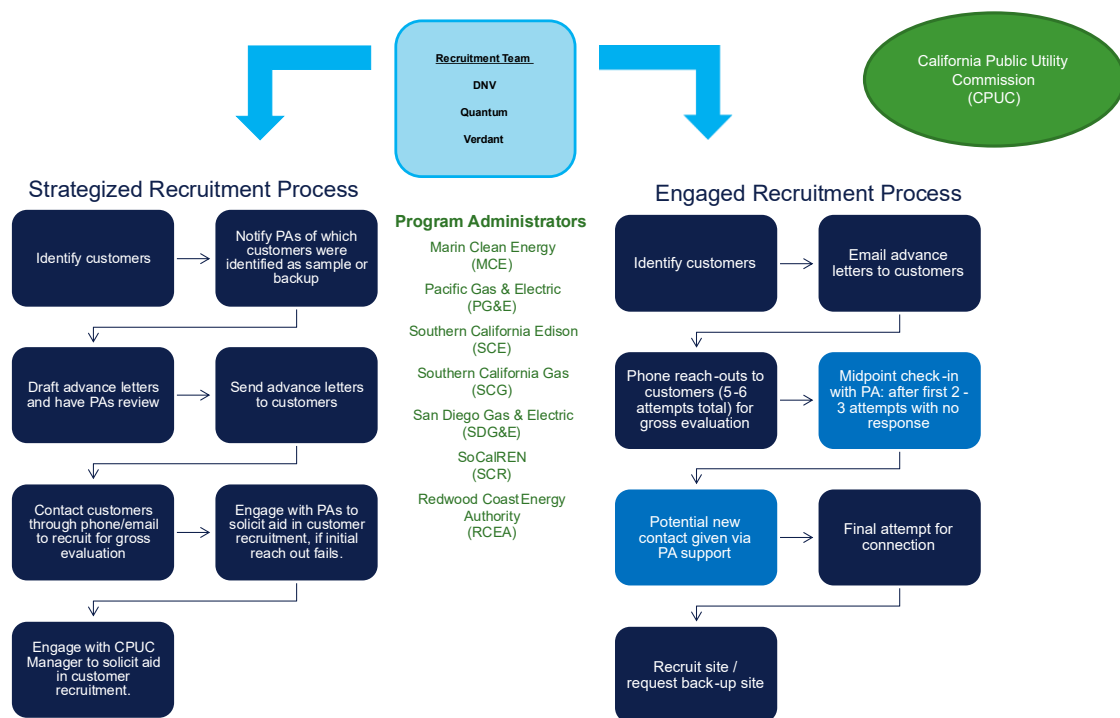 Recruitment Team
DNV
Quantum
Verdant
California Public Utility
Commission
(CPUC)
Strategized Recruitment Process
Identify customers
Notify PAs of which
customers were
identified as sample or
backup
Draft advance letters
and have PAs review
Send advance letters
to customers
Contact customers
through phone/email
to recruit for gross
evaluation
Engage with PAs to
solicit aid in customer
recruitment, if initial
reach out fails.
Engage with CPUC
Manager to solicit aid
in customer
recruitment.
Program Administrators
Marin Clean Energy
(MCE)
Pacific Gas & Electric
(PG&E)
Southern California Edison
(SCE)
Southern California Gas
(SCG)
San Diego Gas & Electric
(SDG&E)
SoCalREN
(SCR)
Redwood CoastEnergy
Authority
(RCEA)
Engaged Recruitment Process
Identify customers
Email advance
letters to customers
Phone reach-outs to
customers (5-6
attempts total) for
gross evaluation
Midpoint check-in
with PA: after first 2 -
3 attempts with no
response
Potential new
contact given via
PA support
Final attempt for
connection
Recruit site /
request back-up site